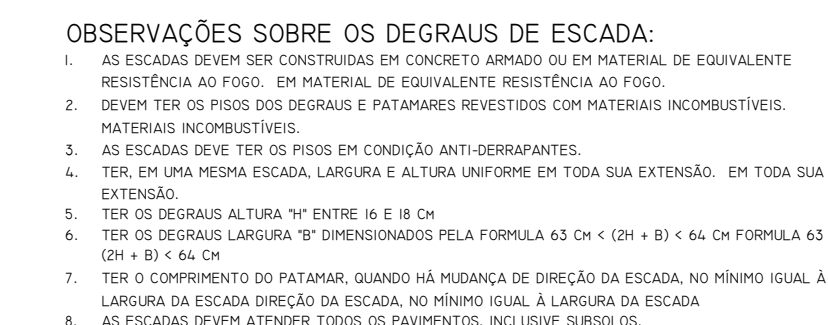 OBSERVAÇÕES SOBRE OS DEGRAUS DE ESCADA:
1. AS ESCADAS DEVEM SER CONSTRUIDAS EM CONCRETO ARMADO OU EM MATERIAL DE EQUIVALENTE
RESISTÊNCIA AO FOGO. EM MATERIAL DE EQUIVALENTE RESISTÊNCIA AO FOGO.
2. DEVEM TER OS PISOS DOS DEGRAUS E PATAMARES REVESTIDOS COM MATERIAIS INCOMBUSTÍVEIS.
MATERIAIS INCOMBUSTÍVEIS.
3. AS ESCADAS DEVE TER OS PISOS EM CONDIÇÃO ANTI-DERRAPANTES.
4. TER, EM UMA MESMA ESCADA, LARGURA E ALTURA UNIFORME EM TODA SUA EXTENSÃO. EM TODA SUA
EXTENSÃO.
5. TER OS DEGRAUS ALTURA "H" ENTRE 16 E 18 CM
6. TER OS DEGRAUS LARGURA "B" DIMENSIONADOS PELA FORMULA 63 CM < (2H + B) < 64 CM FORMULA 63
(2H + B) < 64 CM
7. TER O COMPRIMENTO DO PATAMAR, QUANDO HÁ MUDANÇA DE DIREÇÃO DA ESCADA, NO MÍNIMO IGUAL À
LARGURA DA ESCADA DIREÇÃO DA ESCADA, NO MÍNIMO IGUAL À LARGURA DA ESCADA
8. AS ESCADAS DEVEM ATENDER TODOS OS PAVIMENTOS, INCLUSIVE SUBSOLOS.